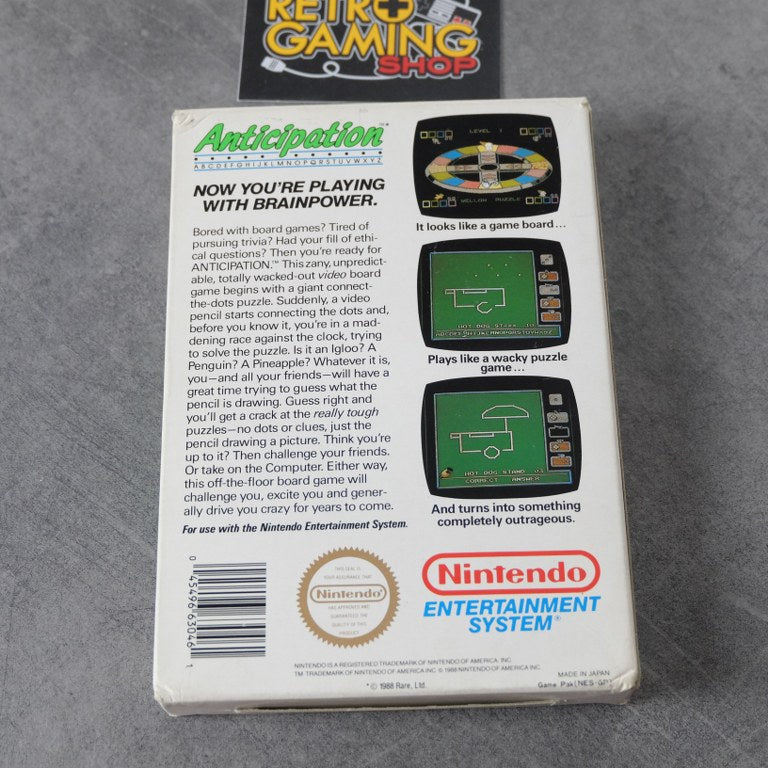 RETRO
GAMING
SHOP
Anticipation™
ABCDEFGHIJKLMNOPQRSTUVWXYZ
NOW YOU'RE PLAYING
WITH BRAINPOWER.
Bored with board games? Tired of
pursuing trivia? Had your fill of ethi-
cal questions? Then you're ready for
ANTICIPATION.™ This zany, unpredict-
able, totally wacked-out video board
game begins with a giant connect-
the-dots puzzle. Suddenly, a video
pencil starts connecting the dots and,
before you know it, you're in a mad-
dening race against the clock, trying
to solve the puzzle. Is it an Igloo? A
Penguin? A Pineapple? Whatever it is,
you—and all your friends—will have a
great time trying to guess what the
pencil is drawing. Guess right and
you'll get a crack at the really tough
puzzles—no dots or clues, just the
pencil drawing a picture. Think you're
up to it? Then challenge your friends.
Or take on the Computer. Either way,
this off-the-floor board game will
challenge you, excite you and gener-
ally drive you crazy for years to come.
For use with the Nintendo Entertainment System.
LEVEL 1
YELLOW PUZZLE
It looks like a game board...
HOT DOG
Plays like a wacky puzzle
game...
HOT DOG STAND
CORRECT ANSWER
And turns into something
completely outrageous.
0 45496 63046 1
THIS SEAL IS
YOUR ASSURANCE THAT
Nintendo
HAS APPROVED AND
GUARANTEED THE
QUALITY OF THIS
PRODUCT
Nintendo®
ENTERTAINMENT
SYSTEM®
NINTENDO IS A REGISTERED TRADEMARK OF NINTENDO OF AMERICA INC.
TM TRADEMARK OF NINTENDO OF AMERICA INC. © 1988 NINTENDO OF AMERICA INC.
*© 1988 Rare, Ltd.
MADE IN JAPAN
Game Pak (NES-GP)